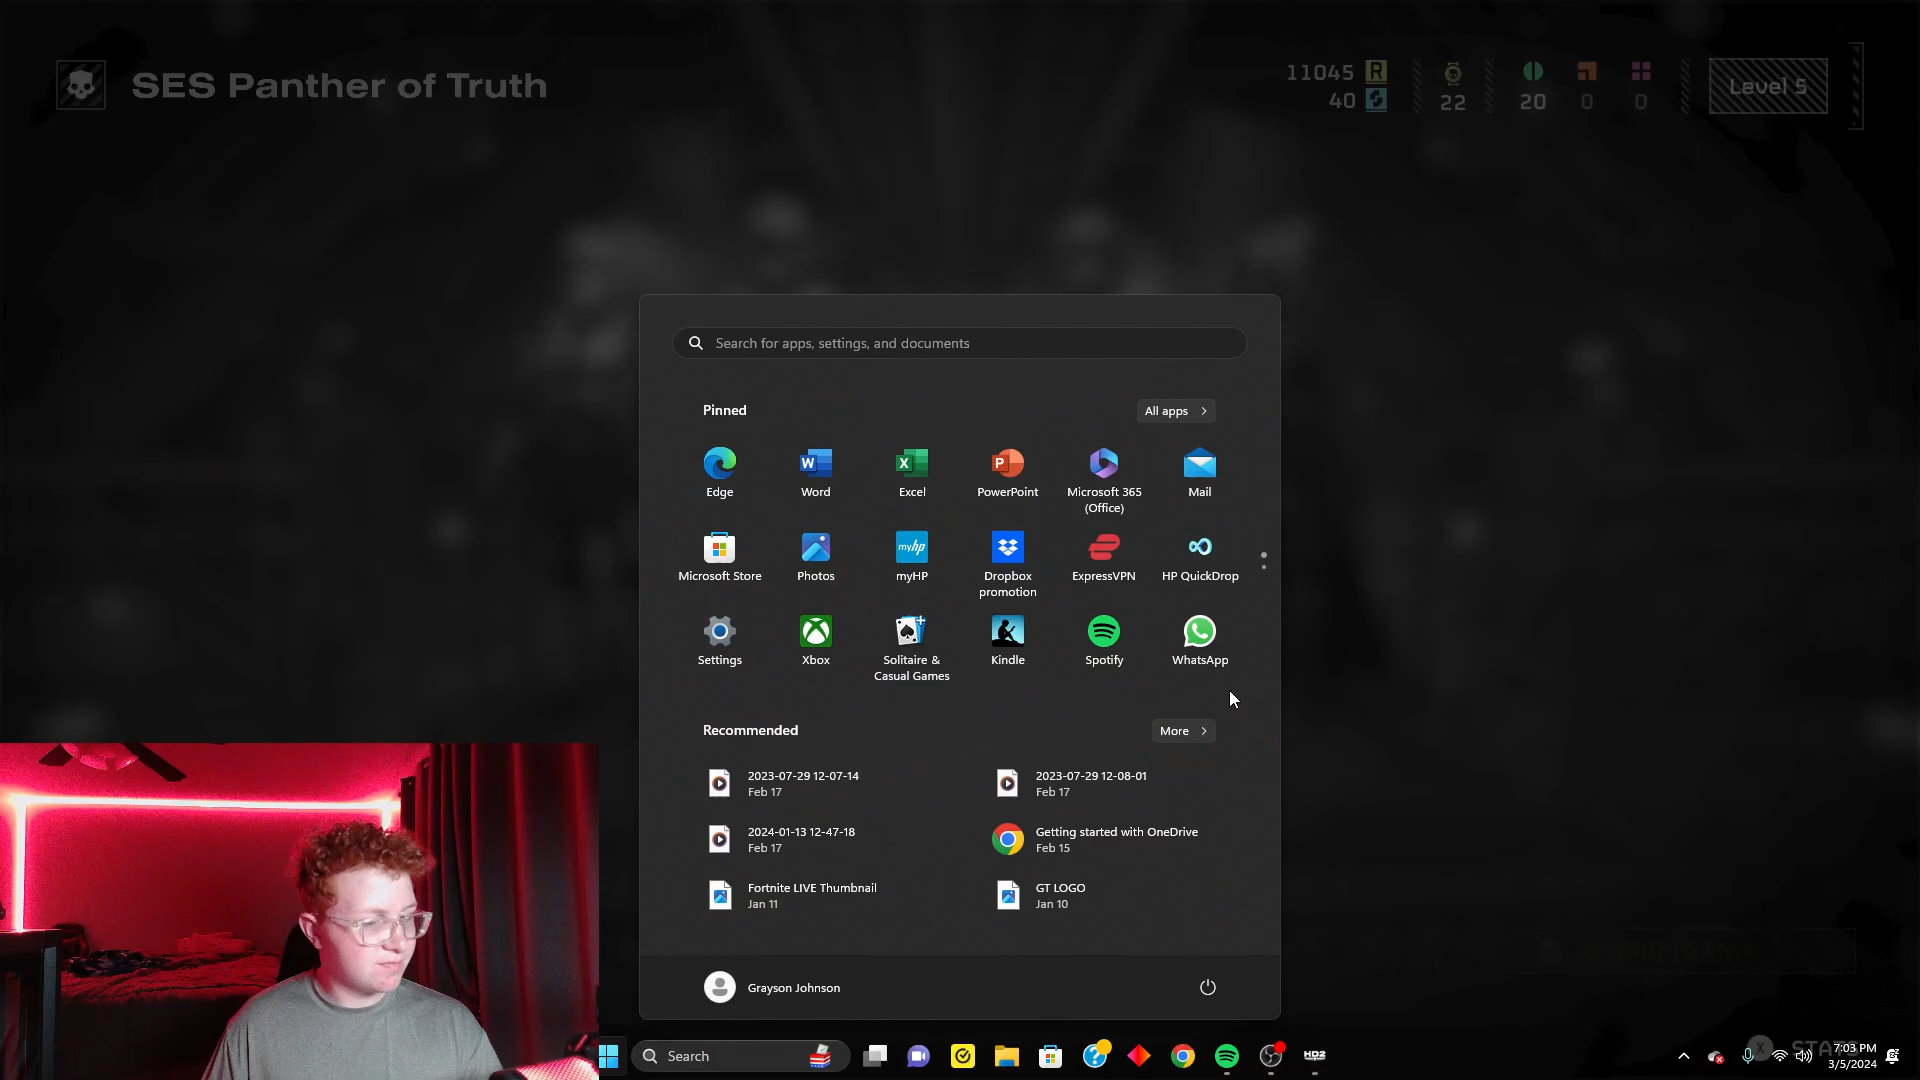 SES Panther of Truth
11045 R
40
22
20
0
0
Level 5
Search for apps, settings, and documents
Pinned
All apps
Edge
Word
Excel
PowerPoint
Microsoft 365
(Office)
Mail
Microsoft Store
Photos
myHP
Dropbox
promotion
ExpressVPN
HP QuickDrop
Settings
Xbox
Solitaire &
Casual Games
Kindle
Spotify
WhatsApp
Recommended
More
2023-07-29 12-07-14
Feb 17
2023-07-29 12-08-01
Feb 17
2024-01-13 12-47-18
Feb 17
Getting started with OneDrive
Feb 15
Fortnite LIVE Thumbnail
Jan 11
GT LOGO
Jan 10
Grayson Johnson
Search
HD2
X STATS
7:03 PM
3/5/2024